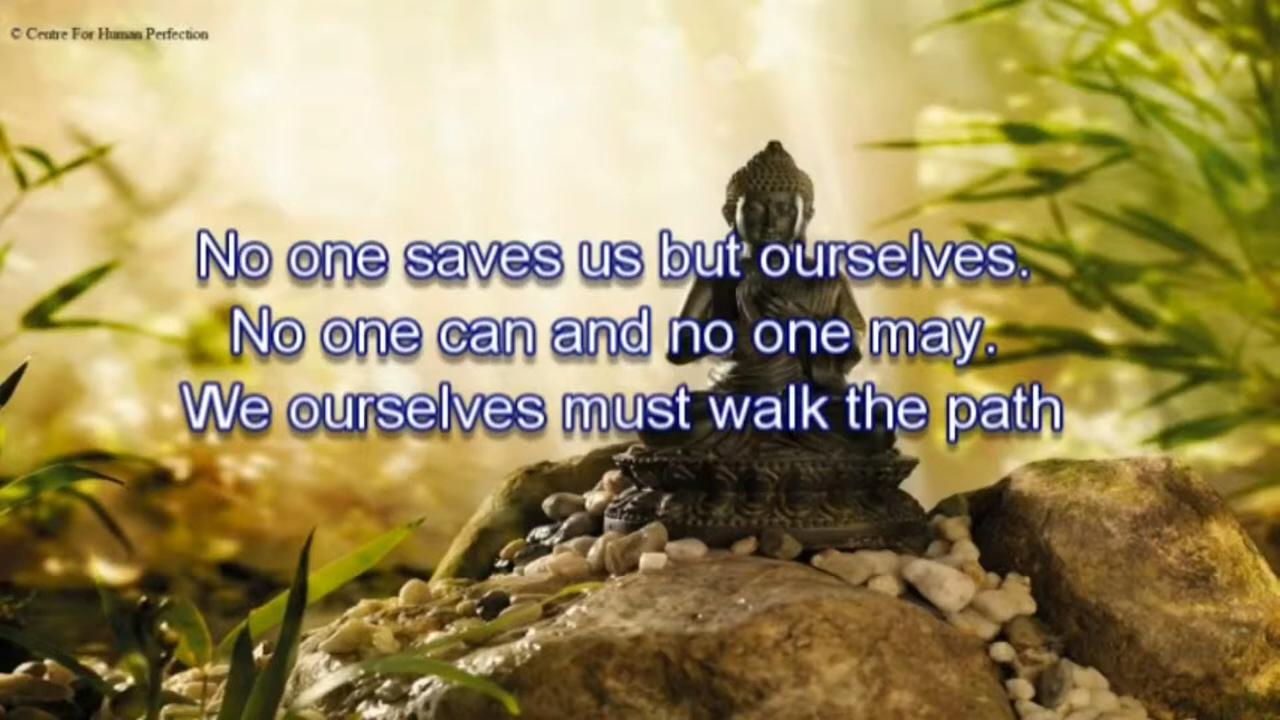 © Centre For Human Perfection
No one saves us but ourselves.
No one can and no one may.
We ourselves must walk the path